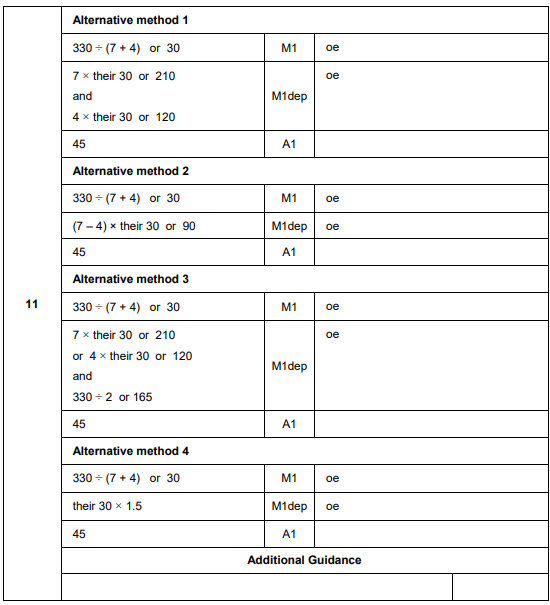 Alternative method 1
330 ÷ (7 + 4) or 30 M1 oe
7 × their 30 or 210 oe
and M1dep
4 × their 30 or 120
45 A1
Alternative method 2
330 ÷ (7 + 4) or 30 M1 oe
(7 – 4) × their 30 or 90 M1dep oe
45 A1
Alternative method 3
11
330 ÷ (7 + 4) or 30 M1 oe
7 × their 30 or 210 oe
or 4 × their 30 or 120
M1dep
and
330 ÷ 2 or 165
45 A1
Alternative method 4
330 ÷ (7 + 4) or 30 M1 oe
their 30 × 1.5 M1dep oe
45 A1
Additional Guidance